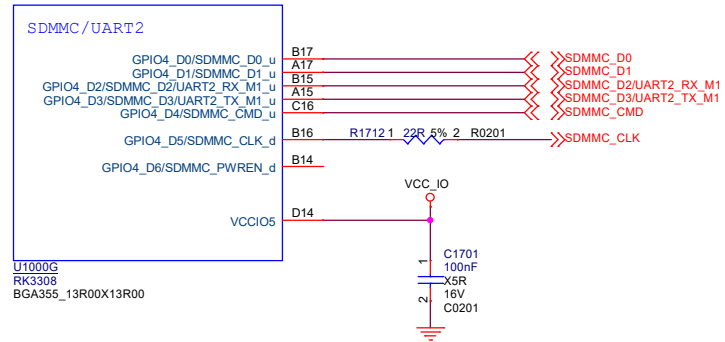 SDMMC/UART2
GPIO4_D0/SDMMC_D0_u B17 SDMMC_D0
GPIO4_D1/SDMMC_D1_u A17 SDMMC_D1
GPIO4_D2/SDMMC_D2/UART2_RX_M1_u B15 SDMMC_D2/UART2_RX_M1
GPIO4_D3/SDMMC_D3/UART2_TX_M1_u A15 SDMMC_D3/UART2_TX_M1
GPIO4_D4/SDMMC_CMD_u C16 SDMMC_CMD
GPIO4_D5/SDMMC_CLK_d B16 R1712 1 22R 5% 2 R0201 SDMMC_CLK
GPIO4_D6/SDMMC_PWREN_d B14
VCC_IO
VCCIO5 D14
C1701
1 100nF
X5R
2 16V
C0201
U1000G
RK3308
BGA355_13R00X13R00